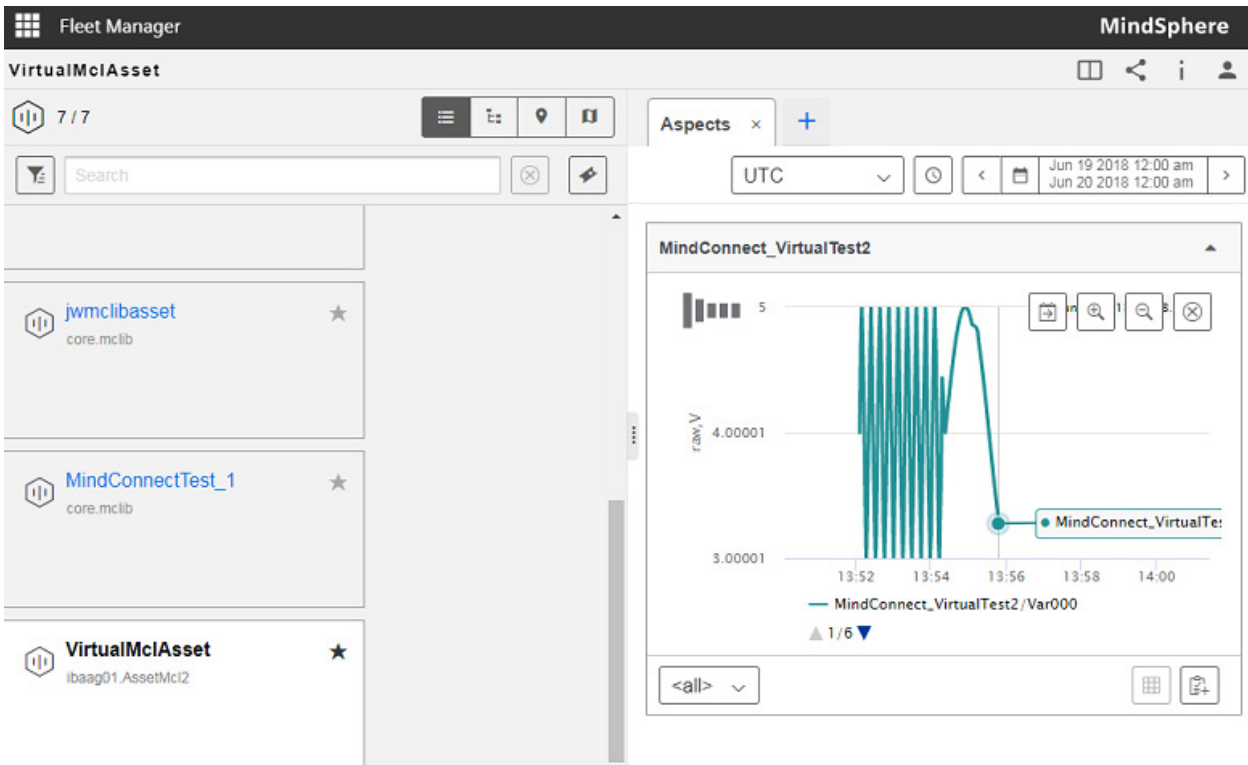 Fleet Manager
MindSphere
VirtualMclAsset
7 / 7
Search
jwmclibasset
core.mclib
MindConnectTest_1
core.mclib
VirtualMclAsset
ibaag01.AssetMcl2
Aspects ×
+
UTC
Jun 19 2018 12:00 am
Jun 20 2018 12:00 am
MindConnect_VirtualTest2
5
4.00001
3.00001
raw,V
MindConnect_VirtualTe
13:52 13:54 13:56 13:58 14:00
MindConnect_VirtualTest2/Var000
1/6
<all>